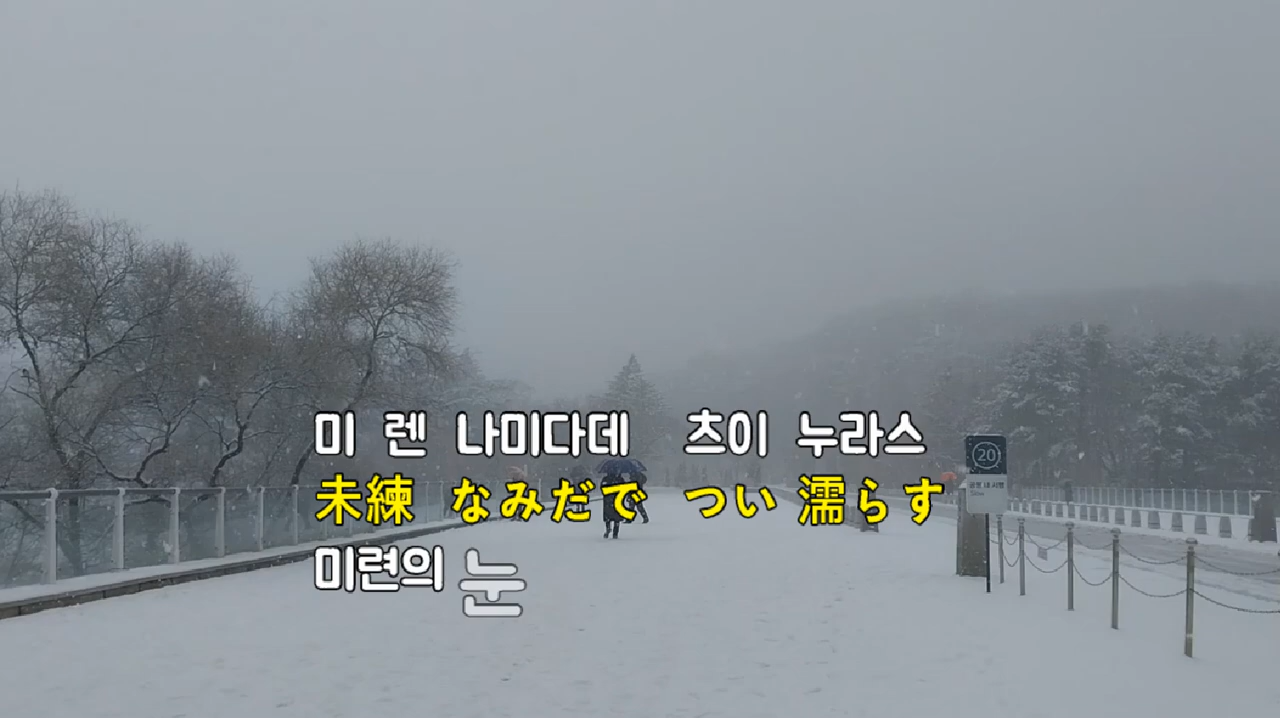 미 렌 나미다데 츠이 누라스
未練 なみだで つい 濡らす
미련의 눈
20